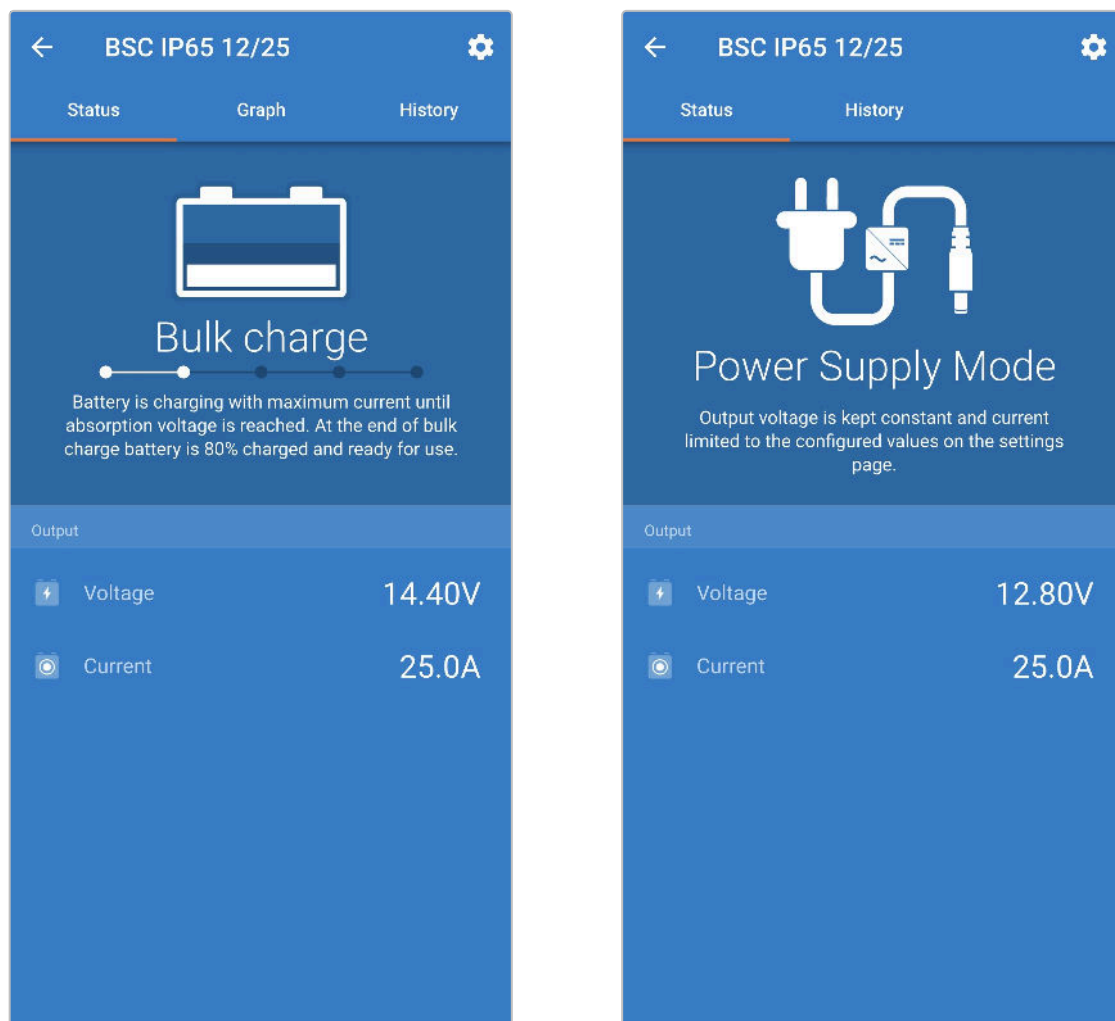 BSC IP65 12/25
Status Graph History
Bulk charge
Battery is charging with maximum current until
absorption voltage is reached. At the end of bulk
charge battery is 80% charged and ready for use.
Output
Voltage 14.40V
Current 25.0A
BSC IP65 12/25
Status History
Power Supply Mode
Output voltage is kept constant and current
limited to the configured values on the settings
page.
Output
Voltage 12.80V
Current 25.0A